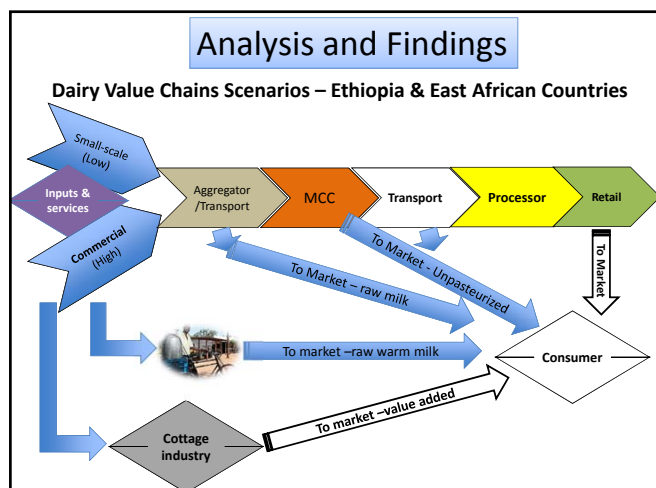 Analysis and Findings
Dairy Value Chains Scenarios – Ethiopia & East African Countries
Small-scale
(Low)
Inputs &
services
Commercial
(High)
Aggregator
/Transport
MCC
Transport
Processor
Retail
To Market - Unpasteurized
To Market – raw milk
To Market
To market –raw warm milk
Consumer
To market –value added
Cottage
industry